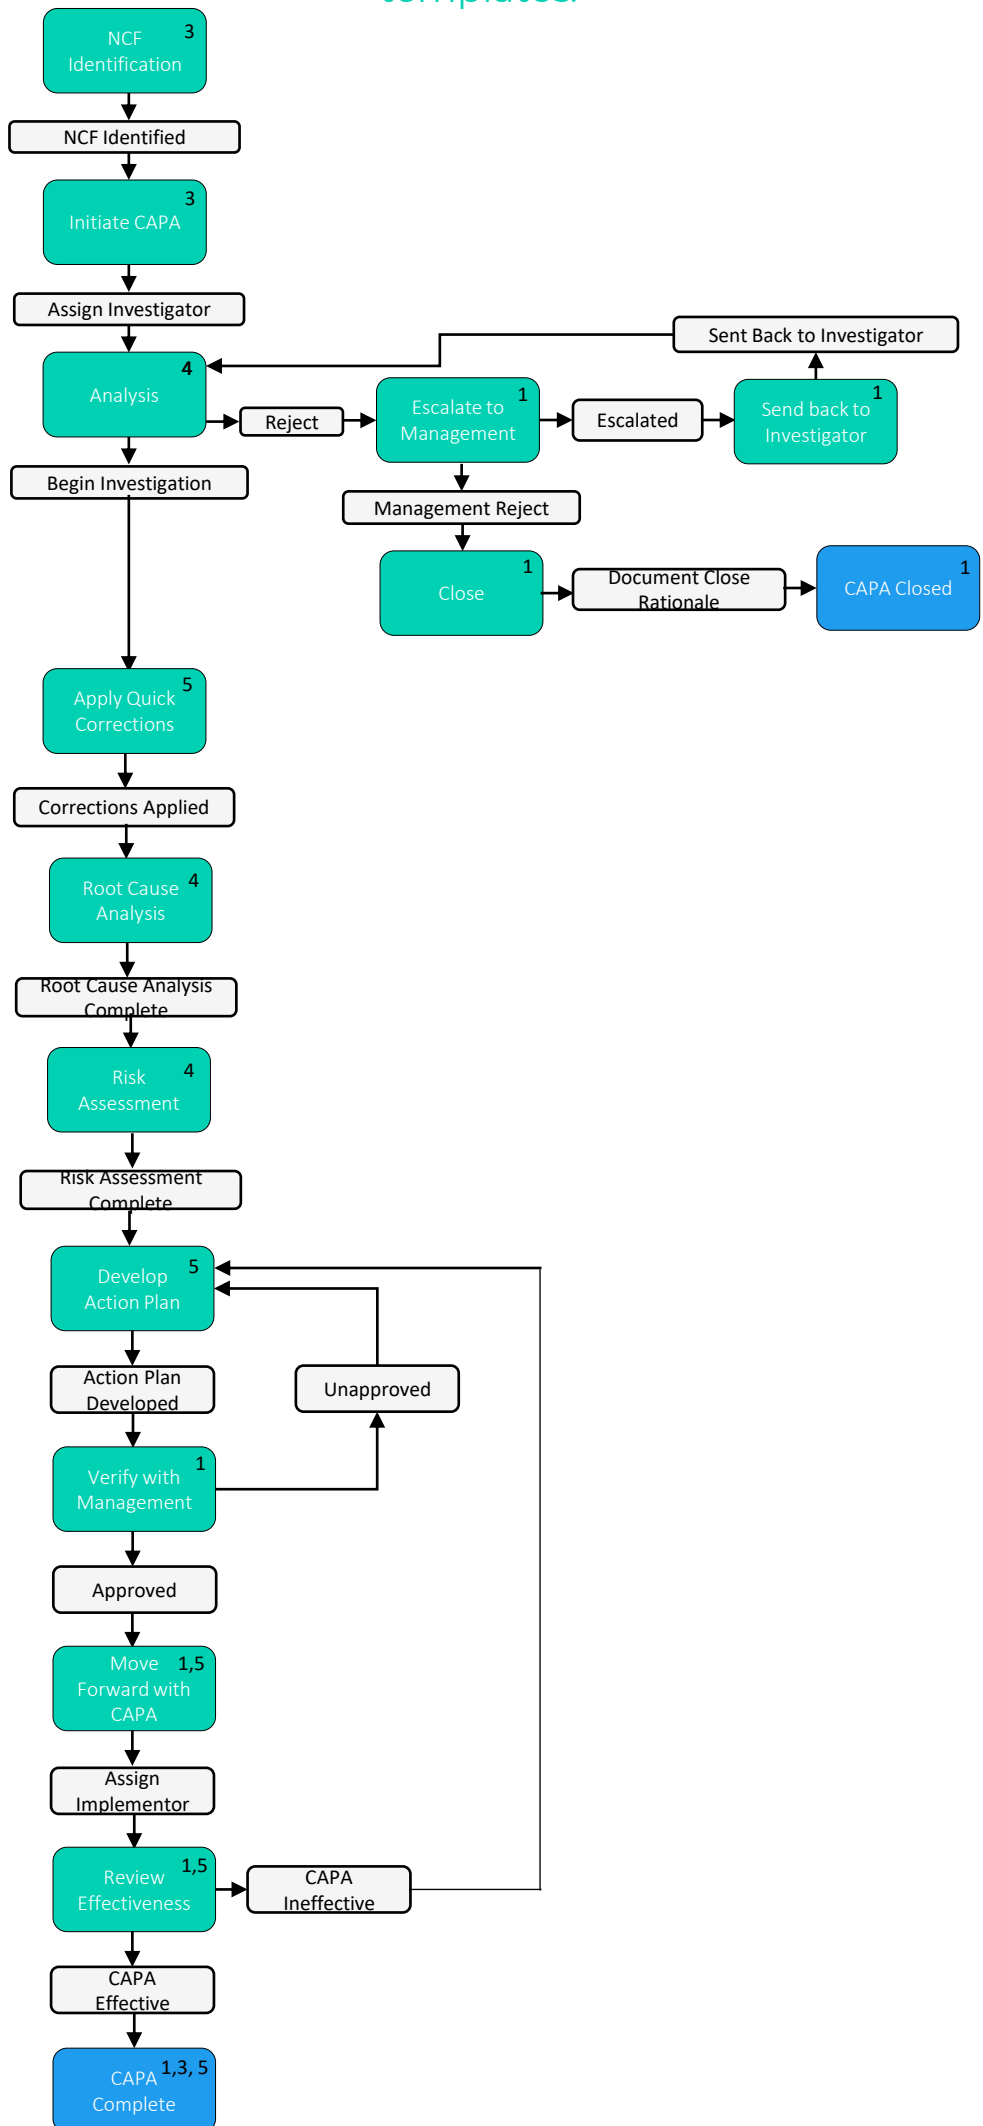 templates.
NCF
Identification
3
NCF Identified
Initiate CAPA
3
Assign Investigator
Analysis
4
Reject
Escalate to
Management
1
Escalated
Send back to
Investigator
1
Sent Back to Investigator
Begin Investigation
Management Reject
Close
1
Document Close
Rationale
CAPA Closed
1
Apply Quick
Corrections
5
Corrections Applied
Root Cause
Analysis
4
Root Cause Analysis
Complete
Risk
Assessment
4
Risk Assessment
Complete
Develop
Action Plan
5
Action Plan
Developed
Unapproved
Verify with
Management
1
Approved
Move
Forward with
CAPA
1,5
Assign
Implementor
Review
Effectiveness
1,5
CAPA
Ineffective
CAPA
Effective
CAPA
Complete
1,3, 5